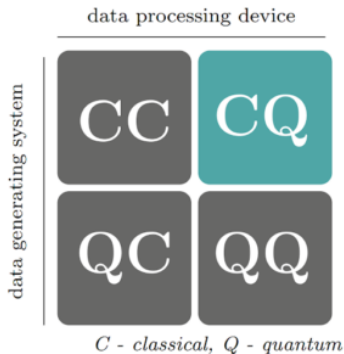 data processing device
data generating system
CC CQ
QC QQ
C - classical, Q - quantum